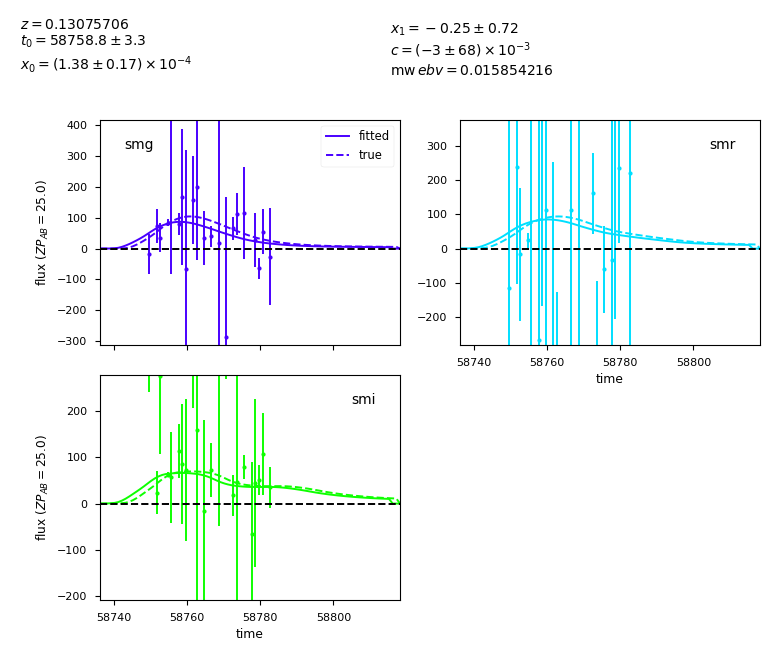 z = 0.13075706
t₀ = 58758.8 ± 3.3
x₀ = (1.38 ± 0.17) × 10⁻⁴
x₁ = −0.25 ± 0.72
c = (−3 ± 68) × 10⁻³
mw ebv = 0.015854216
smg
fitted
true
400
300
200
100
0
−100
−200
−300
flux (ZP_AB = 25.0)
smr
300
200
100
0
−100
−200
58740 58760 58780 58800
time
smi
200
100
0
−100
−200
flux (ZP_AB = 25.0)
58740 58760 58780 58800
time